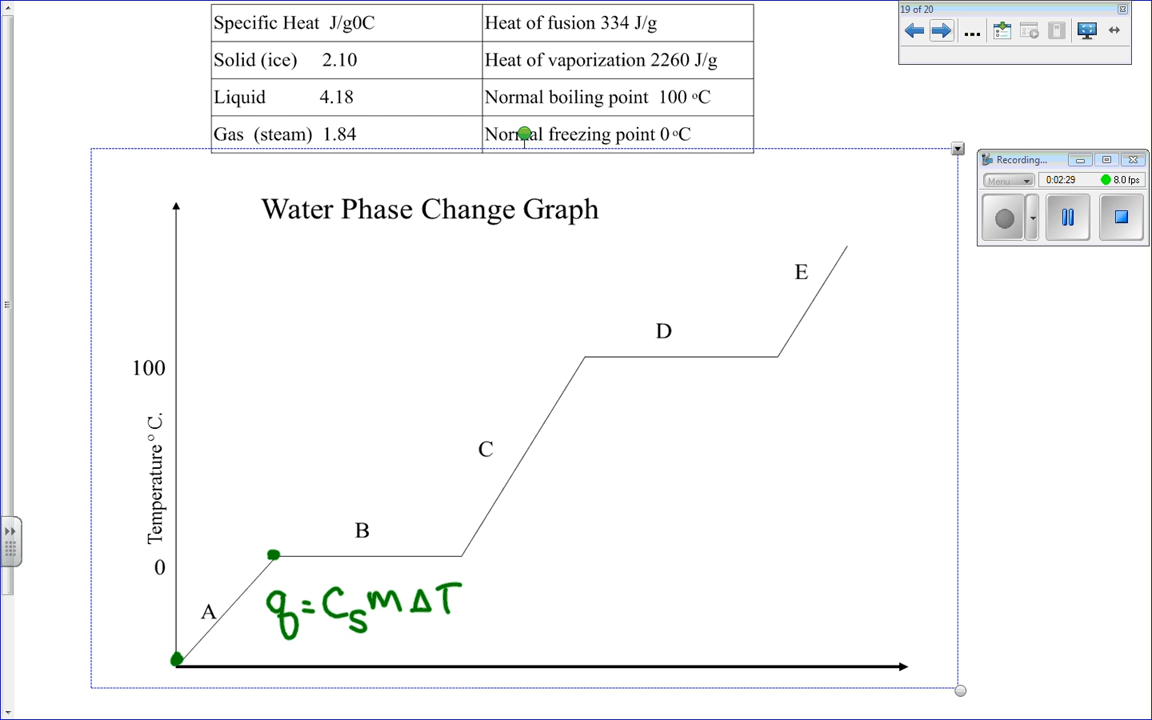 19 of 20
Specific Heat J/g0C Heat of fusion 334 J/g
Solid (ice) 2.10 Heat of vaporization 2260 J/g
Liquid 4.18 Normal boiling point 100 °C
Gas (steam) 1.84 Normal freezing point 0 °C
Recording...
Menu 0:02:29 8.0 fps
Water Phase Change Graph
E
D
100
C
Temperature ° C.
B
0
A
q = CsmΔT